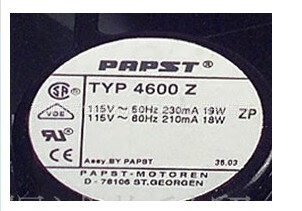 PAPST®
TYP 4600 Z
115V ~ 50Hz 230mA 19W
115V ~ 60Hz 210mA 18W
ZP
VDE
CE
Assy.BY PAPST
36.03
PAPST-MOTOREN
D-78106 ST.GEORGEN